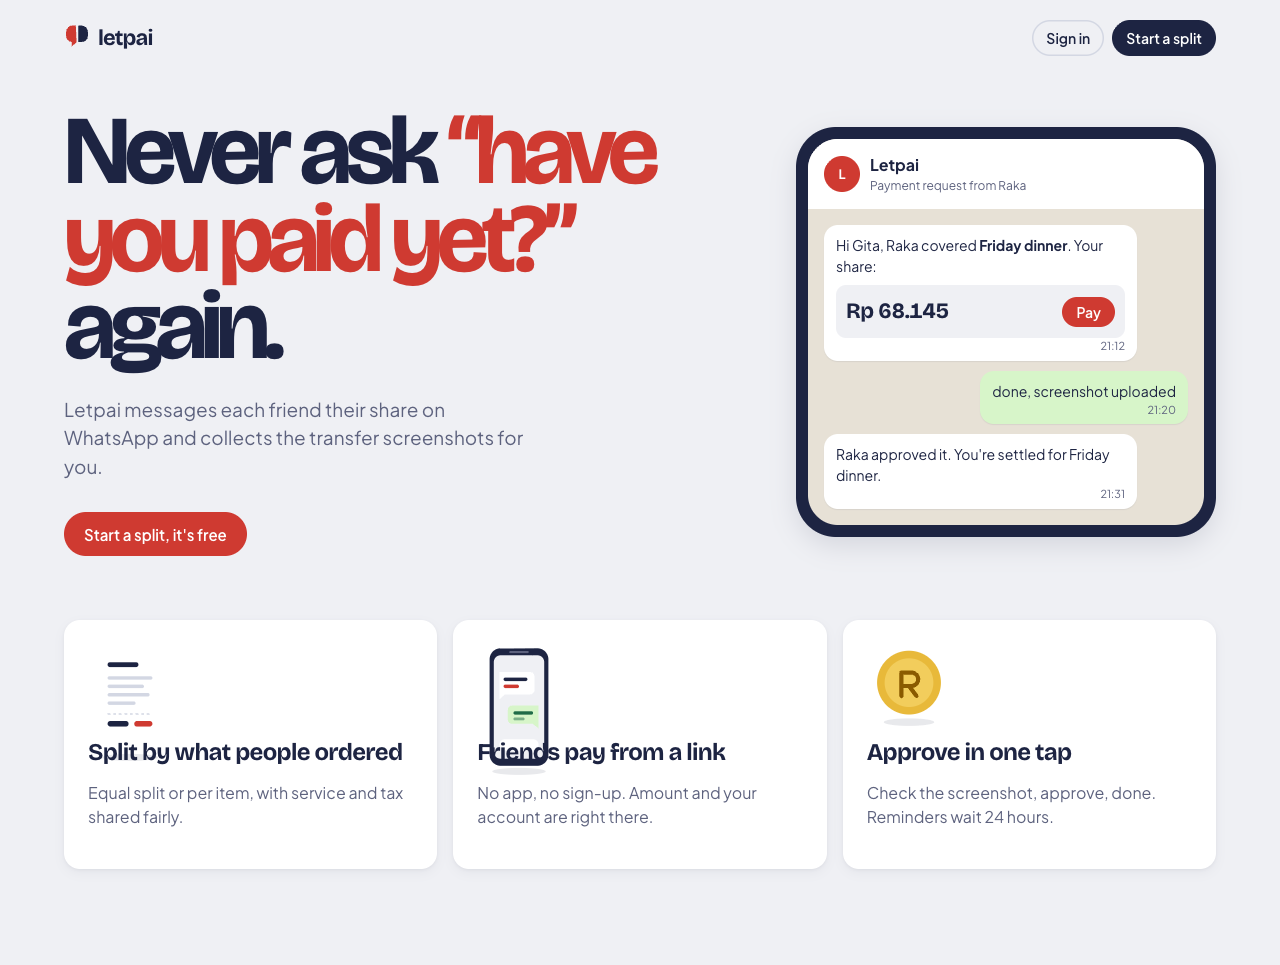 letpai
Sign in
Start a split
Never ask “have
you paid yet?”
again.
Letpai messages each friend their share on
WhatsApp and collects the transfer screenshots for
you.
Start a split, it's free
L
Letpai
Payment request from Raka
Hi Gita, Raka covered Friday dinner. Your
share:
Rp 68.145
Pay
21:12
done, screenshot uploaded
21:20
Raka approved it. You're settled for Friday
dinner.
21:31
Split by what people ordered
Equal split or per item, with service and tax
shared fairly.
Friends pay from a link
No app, no sign-up. Amount and your
account are right there.
R
Approve in one tap
Check the screenshot, approve, done.
Reminders wait 24 hours.